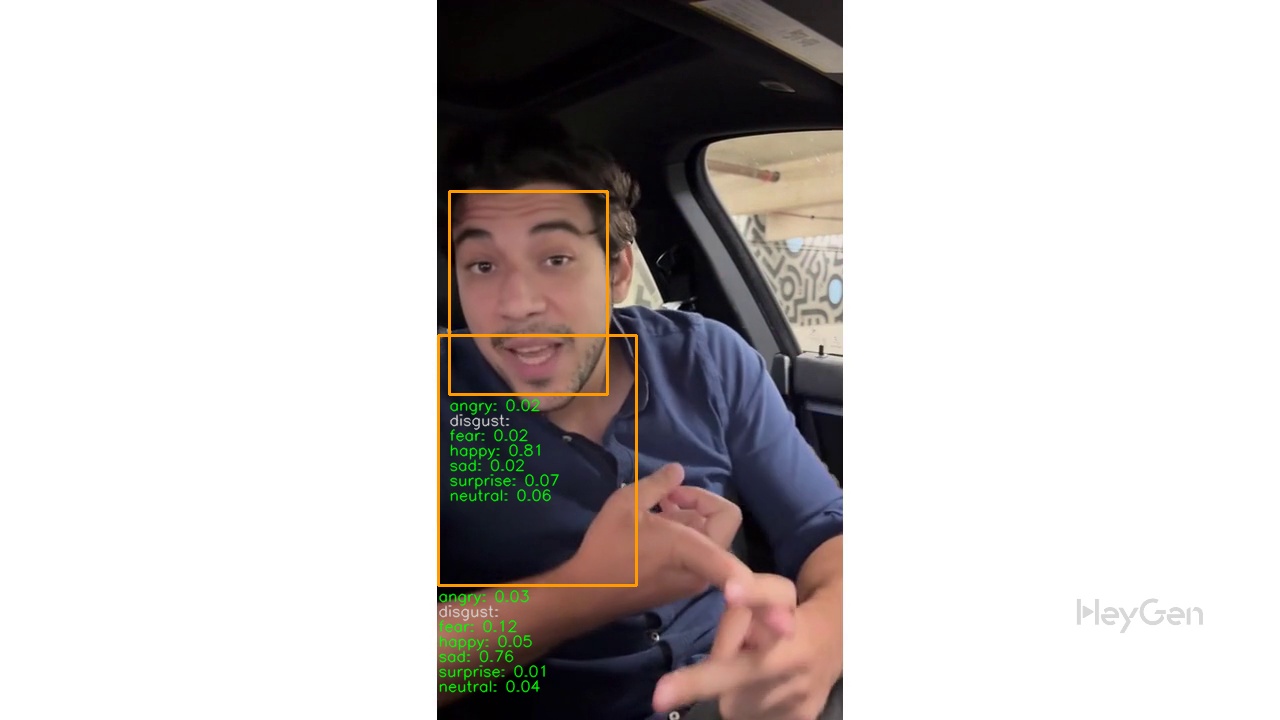 angry: 0.02
disgust:
fear: 0.02
happy: 0.81
sad: 0.02
surprise: 0.07
neutral: 0.06
angry: 0.03
disgust:
fear: 0.12
happy: 0.05
sad: 0.76
surprise: 0.01
neutral: 0.04
HeyGen